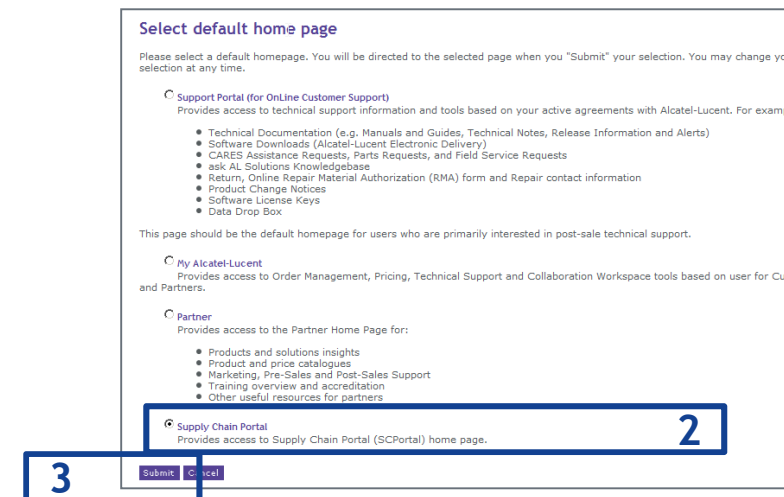 Select default home page
Please select a default homepage. You will be directed to the selected page when you "Submit" your selection. You may change
selection at any time.
Support Portal (for OnLine Customer Support)
Provides access to technical support information and tools based on your active agreements with Alcatel-Lucent. For
Technical Documentation (e.g. Manuals and Guides, Technical Notes, Release Information and Alerts)
Software Downloads (Alcatel-Lucent Electronic Delivery)
CARES Assistance Requests, Parts Requests, and Field Service Requests
ask AL Solutions Knowledgebase
Return, Online Repair Material Authorization (RMA) form and Repair contact information
Product Change Notices
Software License Keys
Data Drop Box
This page should be the default homepage for users who are primarily interested in post-sale technical support.
My Alcatel-Lucent
Provides access to Order Management, Pricing, Technical Support and Collaboration Workspace tools based on user for
and Partners.
Partner
Provides access to the Partner Home Page for:
Products and solutions insights
Product and price catalogues
Marketing, Pre-Sales and Post-Sales Support
Training overview and accreditation
Other useful resources for partners
Supply Chain Portal
Provides access to Supply Chain Portal (SCPortal) home page.
2
Submit Cancel
3